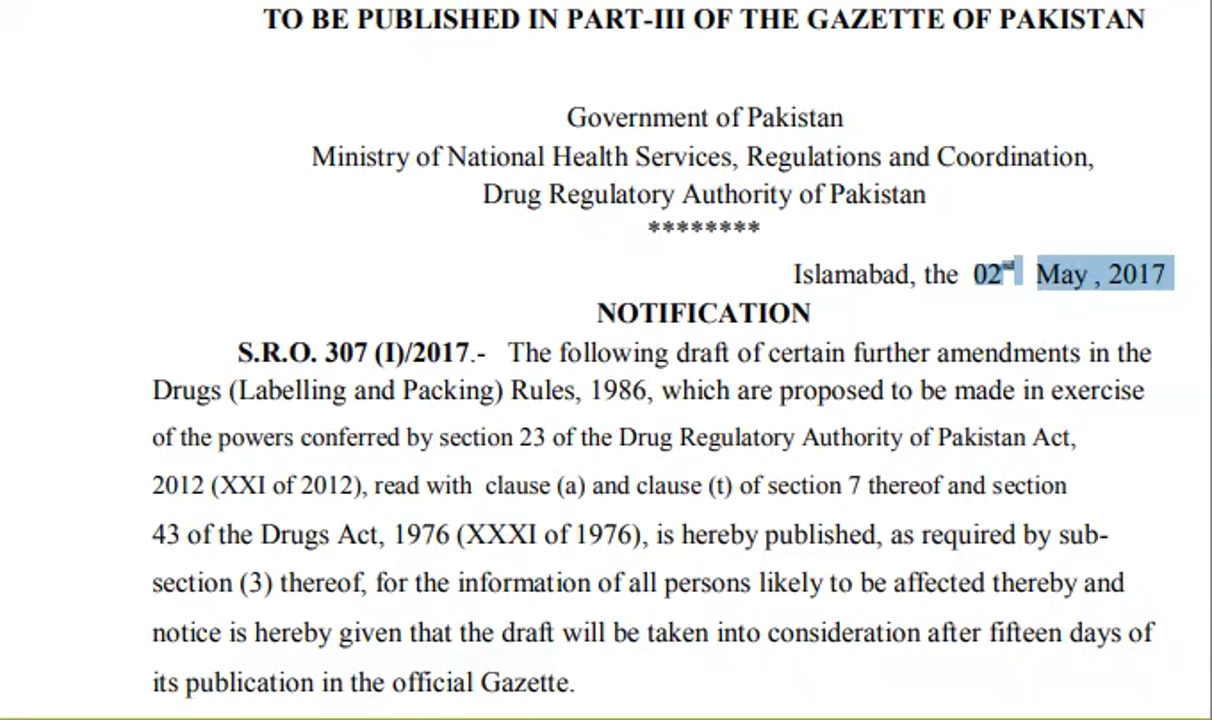 TO BE PUBLISHED IN PART-III OF THE GAZETTE OF PAKISTAN
Government of Pakistan
Ministry of National Health Services, Regulations and Coordination,
Drug Regulatory Authority of Pakistan
********
Islamabad, the 02nd May , 2017
NOTIFICATION
S.R.O. 307 (I)/2017.- The following draft of certain further amendments in the
Drugs (Labelling and Packing) Rules, 1986, which are proposed to be made in exercise
of the powers conferred by section 23 of the Drug Regulatory Authority of Pakistan Act,
2012 (XXI of 2012), read with clause (a) and clause (t) of section 7 thereof and section
43 of the Drugs Act, 1976 (XXXI of 1976), is hereby published, as required by sub-
section (3) thereof, for the information of all persons likely to be affected thereby and
notice is hereby given that the draft will be taken into consideration after fifteen days of
its publication in the official Gazette.